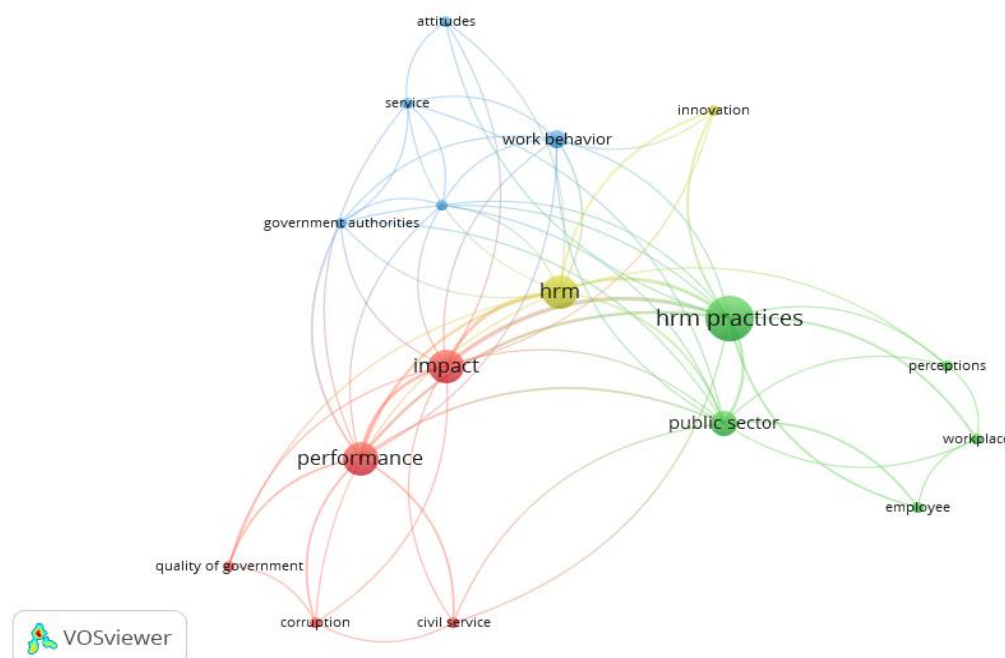 attitudes
service
innovation
work behavior
government authorities
hrm
hrm practices
impact
perceptions
public sector
workplace
performance
employee
quality of government
corruption
civil service
VOSviewer